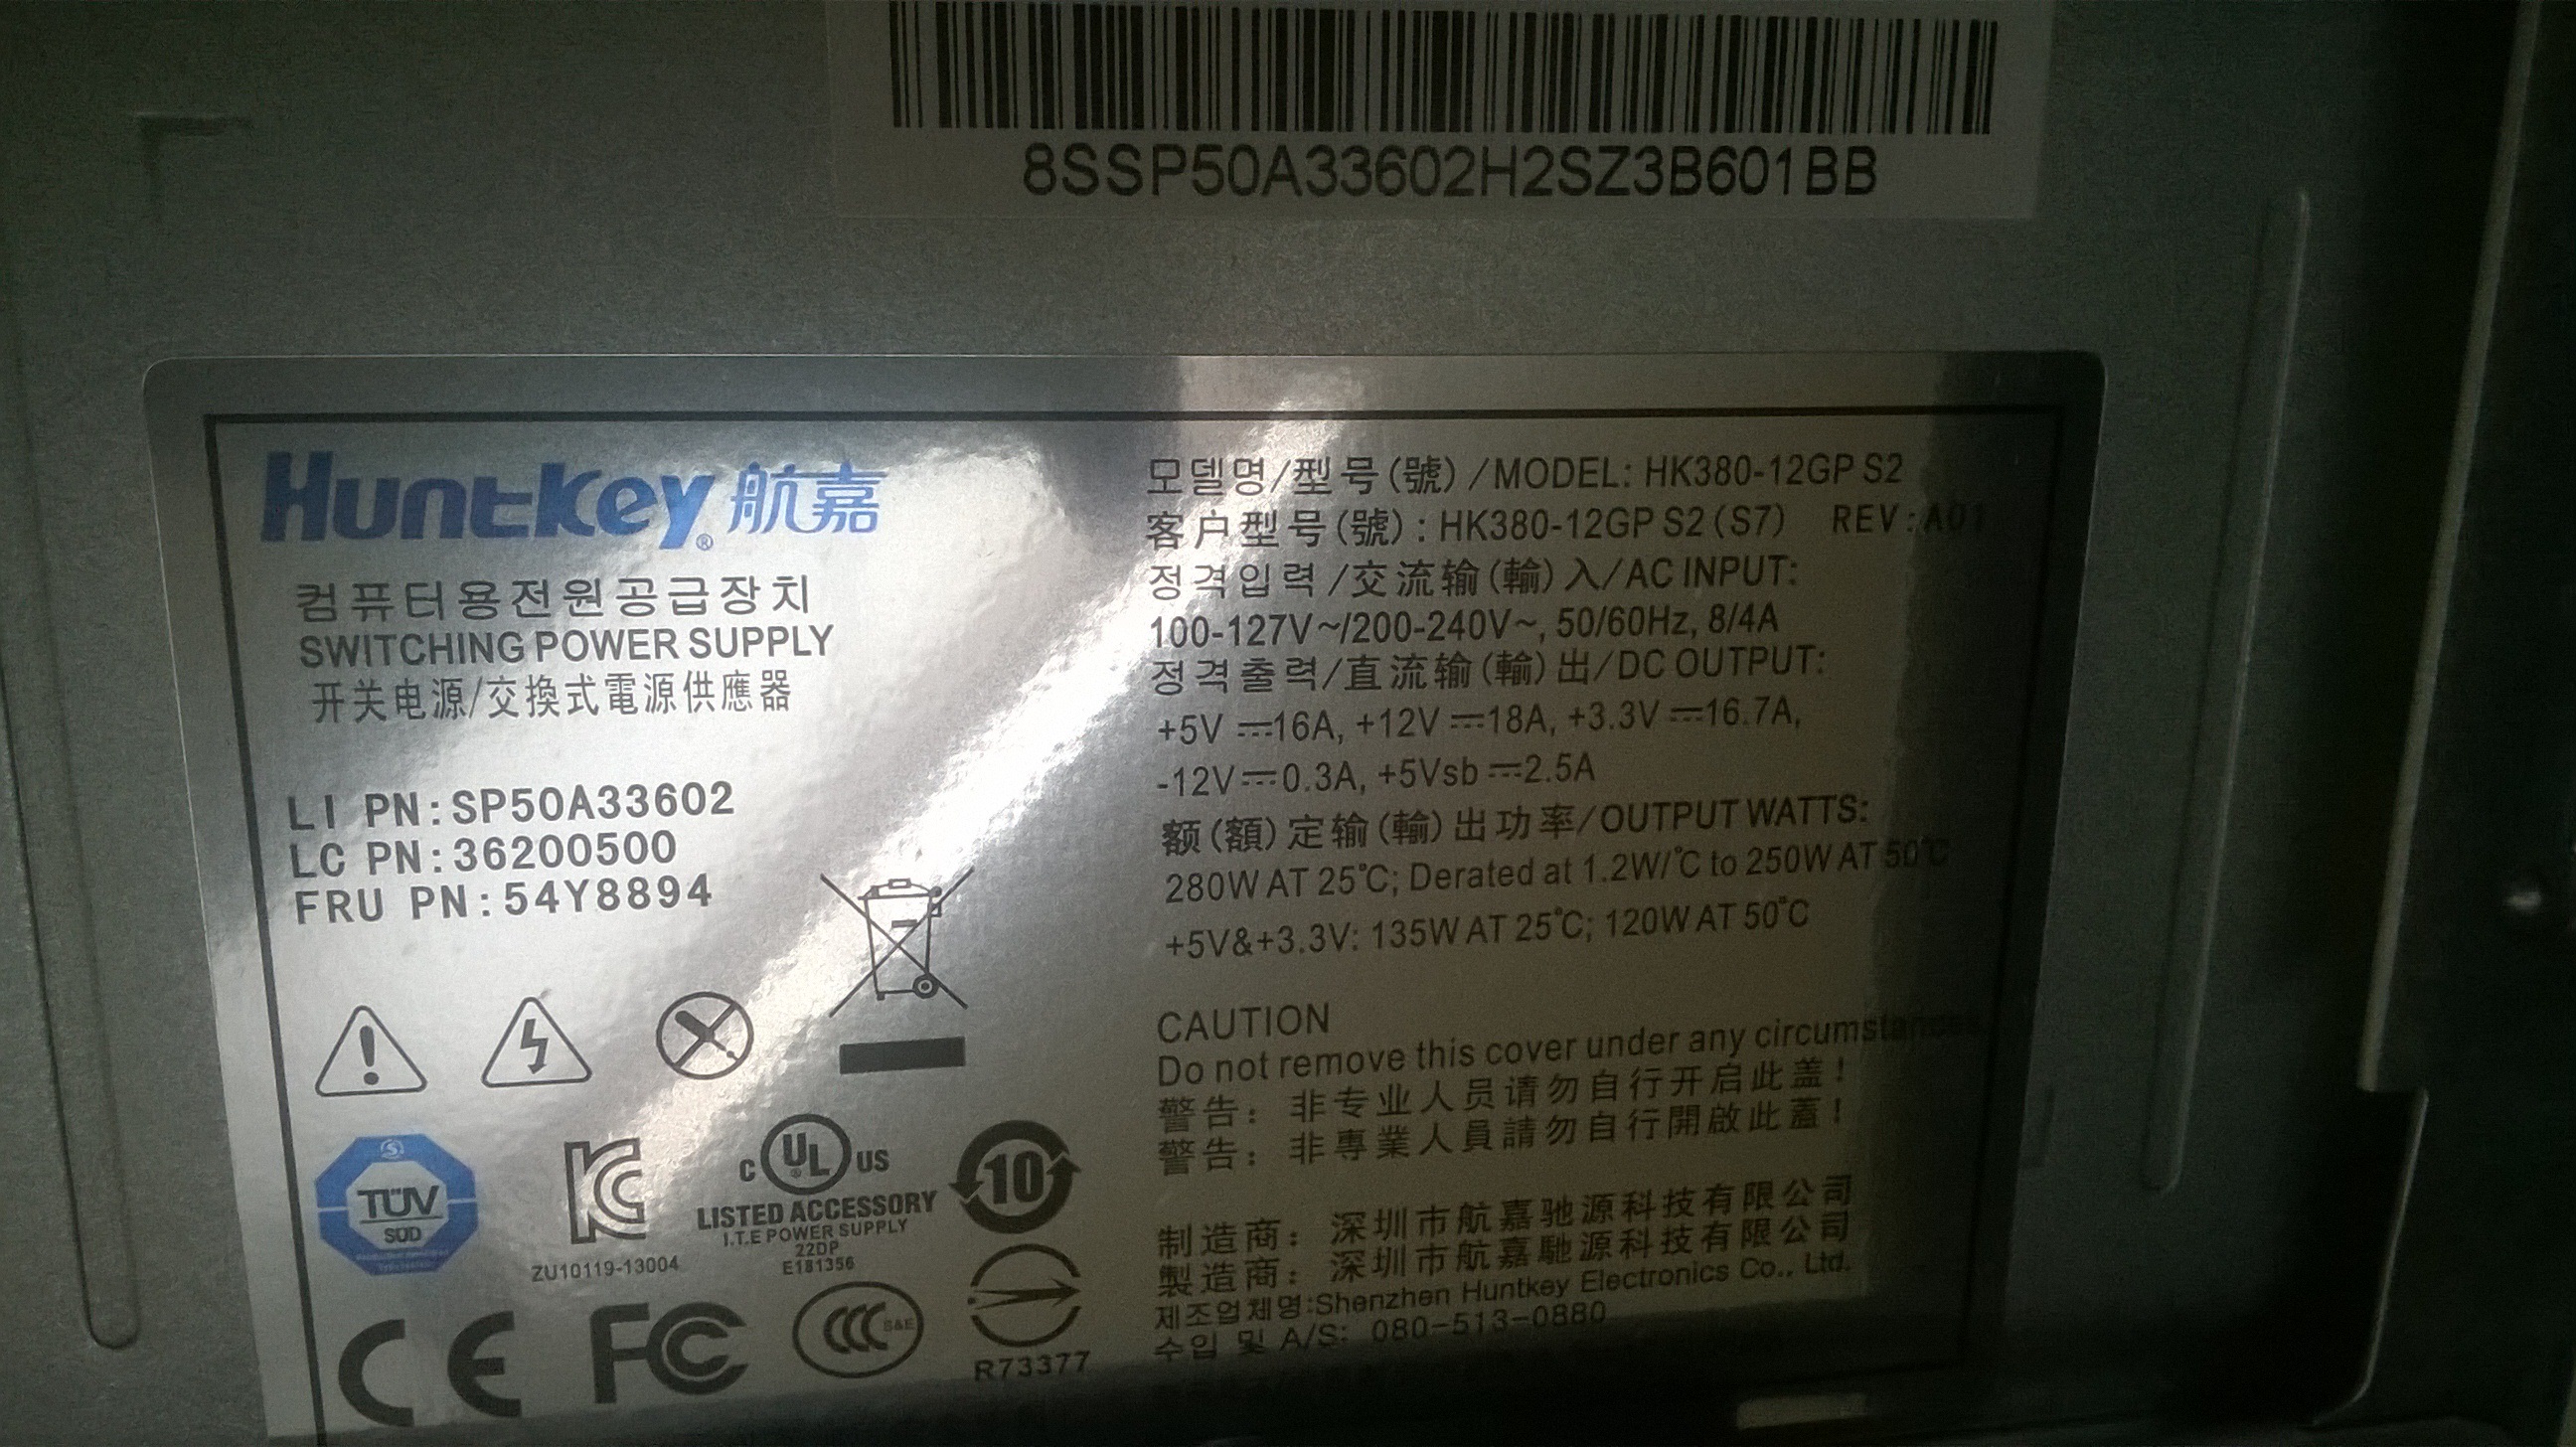 8SSP50A33602H2SZ3B601BB
Huntkey® 航嘉
컴퓨터용전원공급장치
SWITCHING POWER SUPPLY
开关电源/交換式電源供應器
LI PN:SP50A33602
LC PN:36200500
FRU PN:54Y8894
TÜV
SÜD
ZU10119-13004
C UL® US
LISTED ACCESSORY
I.T.E POWER SUPPLY
22DP
E181356
10
CE FC CCC S&E
R73377
모델명/型号(號)/MODEL: HK380-12GP S2
客户型号(號): HK380-12GP S2 (S7) REV:A01
정격입력/交流输(輸)入/AC INPUT:
100-127V~/200-240V~, 50/60Hz, 8/4A
정격출력/直流输(輸)出/DC OUTPUT:
+5V⎓16A, +12V⎓18A, +3.3V⎓16.7A,
-12V⎓0.3A, +5Vsb⎓2.5A
额(額)定输(輸)出功率/OUTPUT WATTS:
280W AT 25℃; Derated at 1.2W/℃ to 250W AT 50℃
+5V&+3.3V: 135W AT 25℃; 120W AT 50℃
CAUTION
Do not remove this cover under any circumstances
警告: 非专业人员请勿自行开启此盖!
警告: 非專業人員請勿自行開啟此蓋!
制造商: 深圳市航嘉驰源科技有限公司
製造商: 深圳市航嘉馳源科技有限公司
제조업체명:Shenzhen Huntkey Electronics Co., Ltd.
수입 및 A/S: 080-513-0880